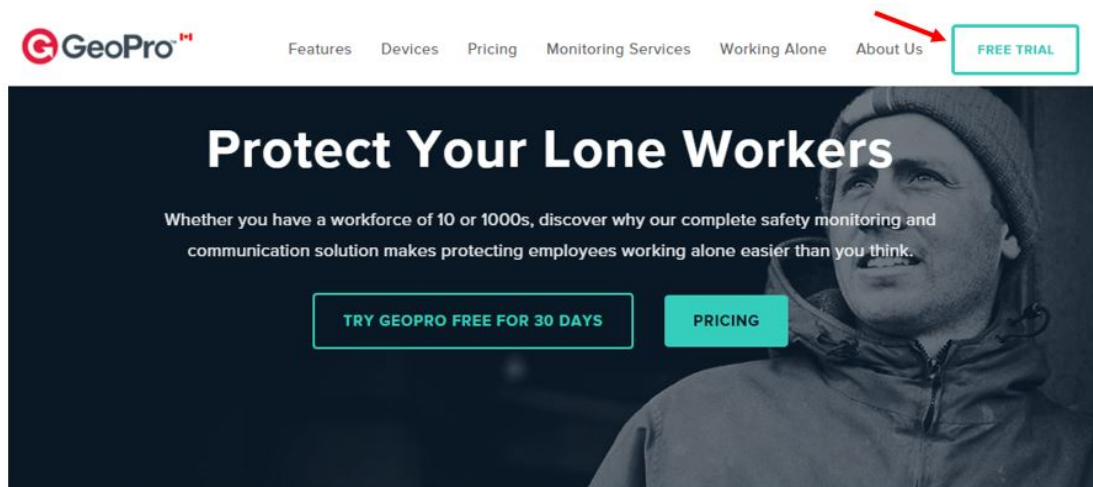 GeoPro™
Features Devices Pricing Monitoring Services Working Alone About Us FREE TRIAL
Protect Your Lone Workers
Whether you have a workforce of 10 or 1000s, discover why our complete safety monitoring and
communication solution makes protecting employees working alone easier than you think.
TRY GEOPRO FREE FOR 30 DAYS PRICING